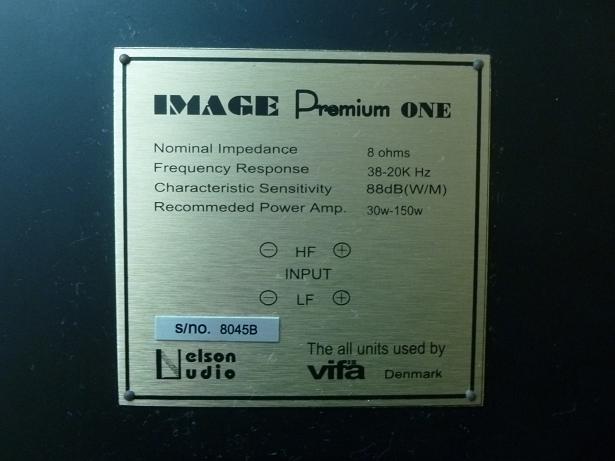 IMAGE Premium ONE
Nominal Impedance 8 ohms
Frequency Response 38-20K Hz
Characteristic Sensitivity 88dB(W/M)
Recommeded Power Amp. 30w-150w
⊖ HF ⊕
INPUT
⊖ LF ⊕
s/no. 8045B
Nelson Audio
The all units used by
vifa Denmark